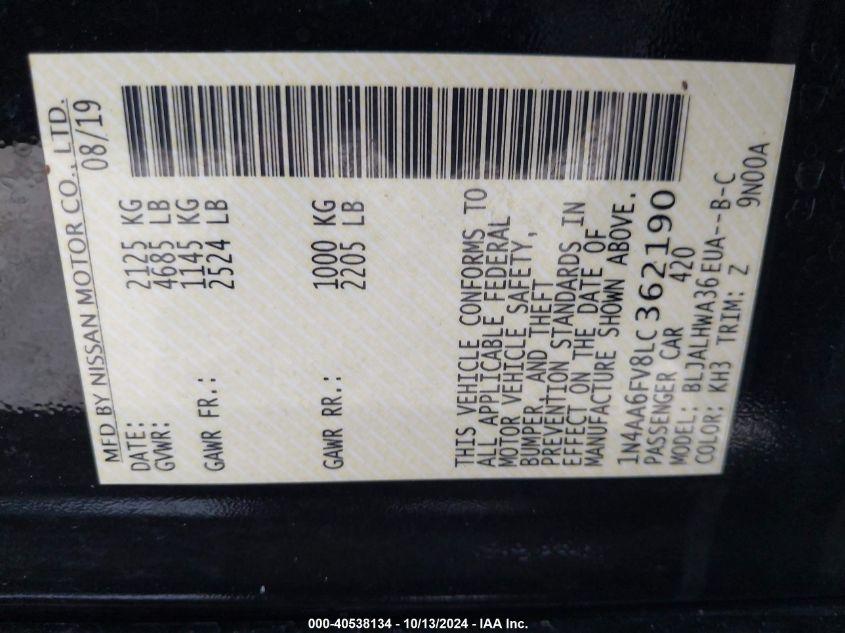 MFD BY NISSAN MOTOR CO., LTD.
DATE: 08/19
GVWR: 2125 KG
4685 LB
GAWR FR.: 1145 KG
2524 LB
GAWR RR.: 1000 KG
2205 LB
THIS VEHICLE CONFORMS TO
ALL APPLICABLE FEDERAL
MOTOR VEHICLE SAFETY,
BUMPER, AND THEFT
PREVENTION STANDARDS IN
EFFECT ON THE DATE OF
MANUFACTURE SHOWN ABOVE.
1N4AA6FV8LC362190
PASSENGER CAR 420
MODEL: BLJALHWA36EUA--B-C
COLOR: KH3 TRIM: Z 9N00A
000-40538134 - 10/13/2024 - IAA Inc.